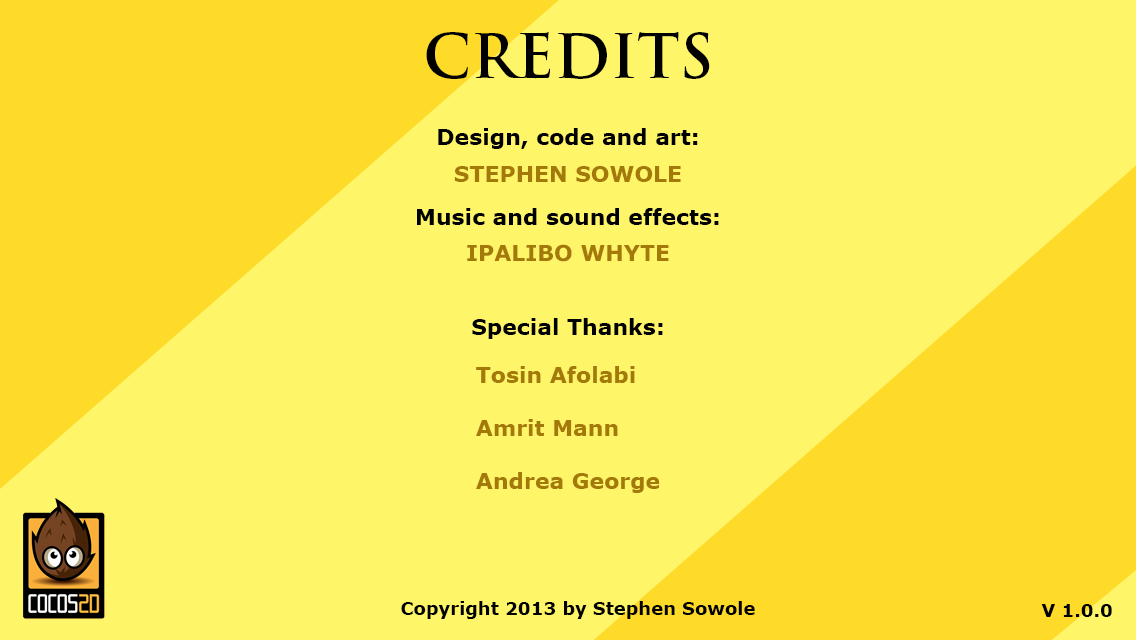 CREDITS
Design, code and art:
STEPHEN SOWOLE
Music and sound effects:
IPALIBO WHYTE
Special Thanks:
Tosin Afolabi
Amrit Mann
Andrea George
COCOS2D
Copyright 2013 by Stephen Sowole
V 1.0.0